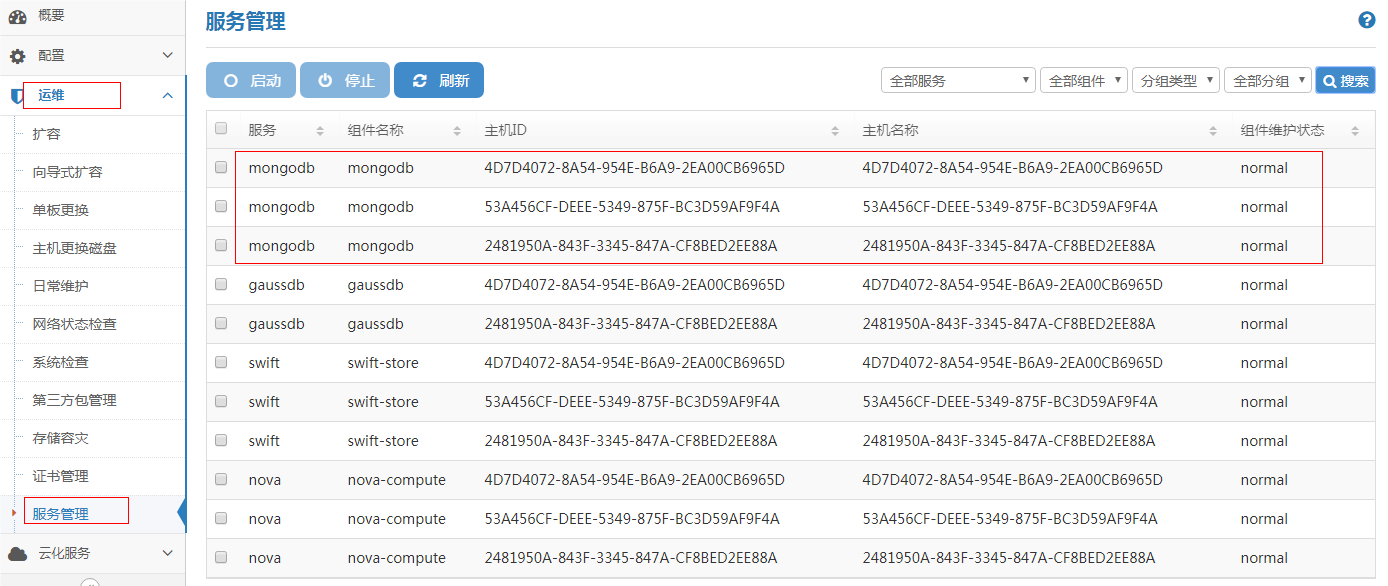 概要
配置
运维
扩容
向导式扩容
单板更换
主机更换磁盘
日常维护
网络状态检查
系统检查
第三方包管理
存储容灾
证书管理
服务管理
云化服务
服务管理
启动 停止 刷新 全部服务 全部组件 分组类型 全部分组 搜索
服务 组件名称 主机ID 主机名称 组件维护状态
mongodb mongodb 4D7D4072-8A54-954E-B6A9-2EA00CB6965D 4D7D4072-8A54-954E-B6A9-2EA00CB6965D normal
mongodb mongodb 53A456CF-DEEE-5349-875F-BC3D59AF9F4A 53A456CF-DEEE-5349-875F-BC3D59AF9F4A normal
mongodb mongodb 2481950A-843F-3345-847A-CF8BED2EE88A 2481950A-843F-3345-847A-CF8BED2EE88A normal
gaussdb gaussdb 4D7D4072-8A54-954E-B6A9-2EA00CB6965D 4D7D4072-8A54-954E-B6A9-2EA00CB6965D normal
gaussdb gaussdb 2481950A-843F-3345-847A-CF8BED2EE88A 2481950A-843F-3345-847A-CF8BED2EE88A normal
swift swift-store 4D7D4072-8A54-954E-B6A9-2EA00CB6965D 4D7D4072-8A54-954E-B6A9-2EA00CB6965D normal
swift swift-store 53A456CF-DEEE-5349-875F-BC3D59AF9F4A 53A456CF-DEEE-5349-875F-BC3D59AF9F4A normal
swift swift-store 2481950A-843F-3345-847A-CF8BED2EE88A 2481950A-843F-3345-847A-CF8BED2EE88A normal
nova nova-compute 4D7D4072-8A54-954E-B6A9-2EA00CB6965D 4D7D4072-8A54-954E-B6A9-2EA00CB6965D normal
nova nova-compute 53A456CF-DEEE-5349-875F-BC3D59AF9F4A 53A456CF-DEEE-5349-875F-BC3D59AF9F4A normal
nova nova-compute 2481950A-843F-3345-847A-CF8BED2EE88A 2481950A-843F-3345-847A-CF8BED2EE88A normal